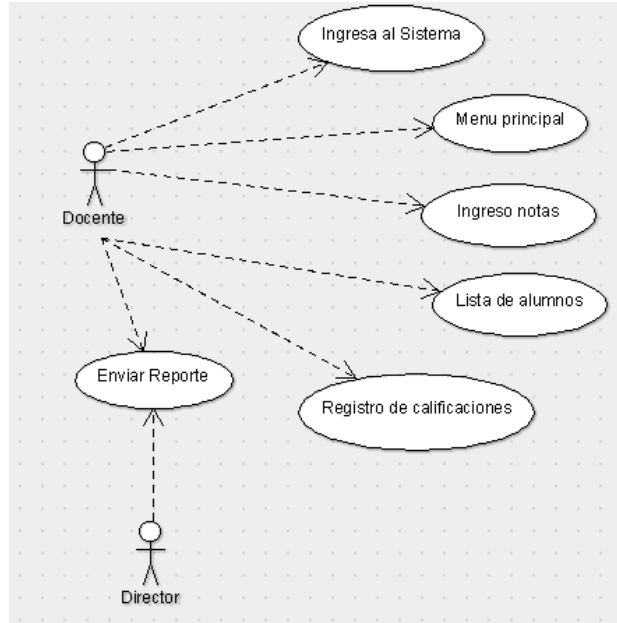 Ingresa al Sistema
Menu principal
Docente
Ingreso notas
Lista de alumnos
Enviar Reporte
Registro de calificaciones
Director